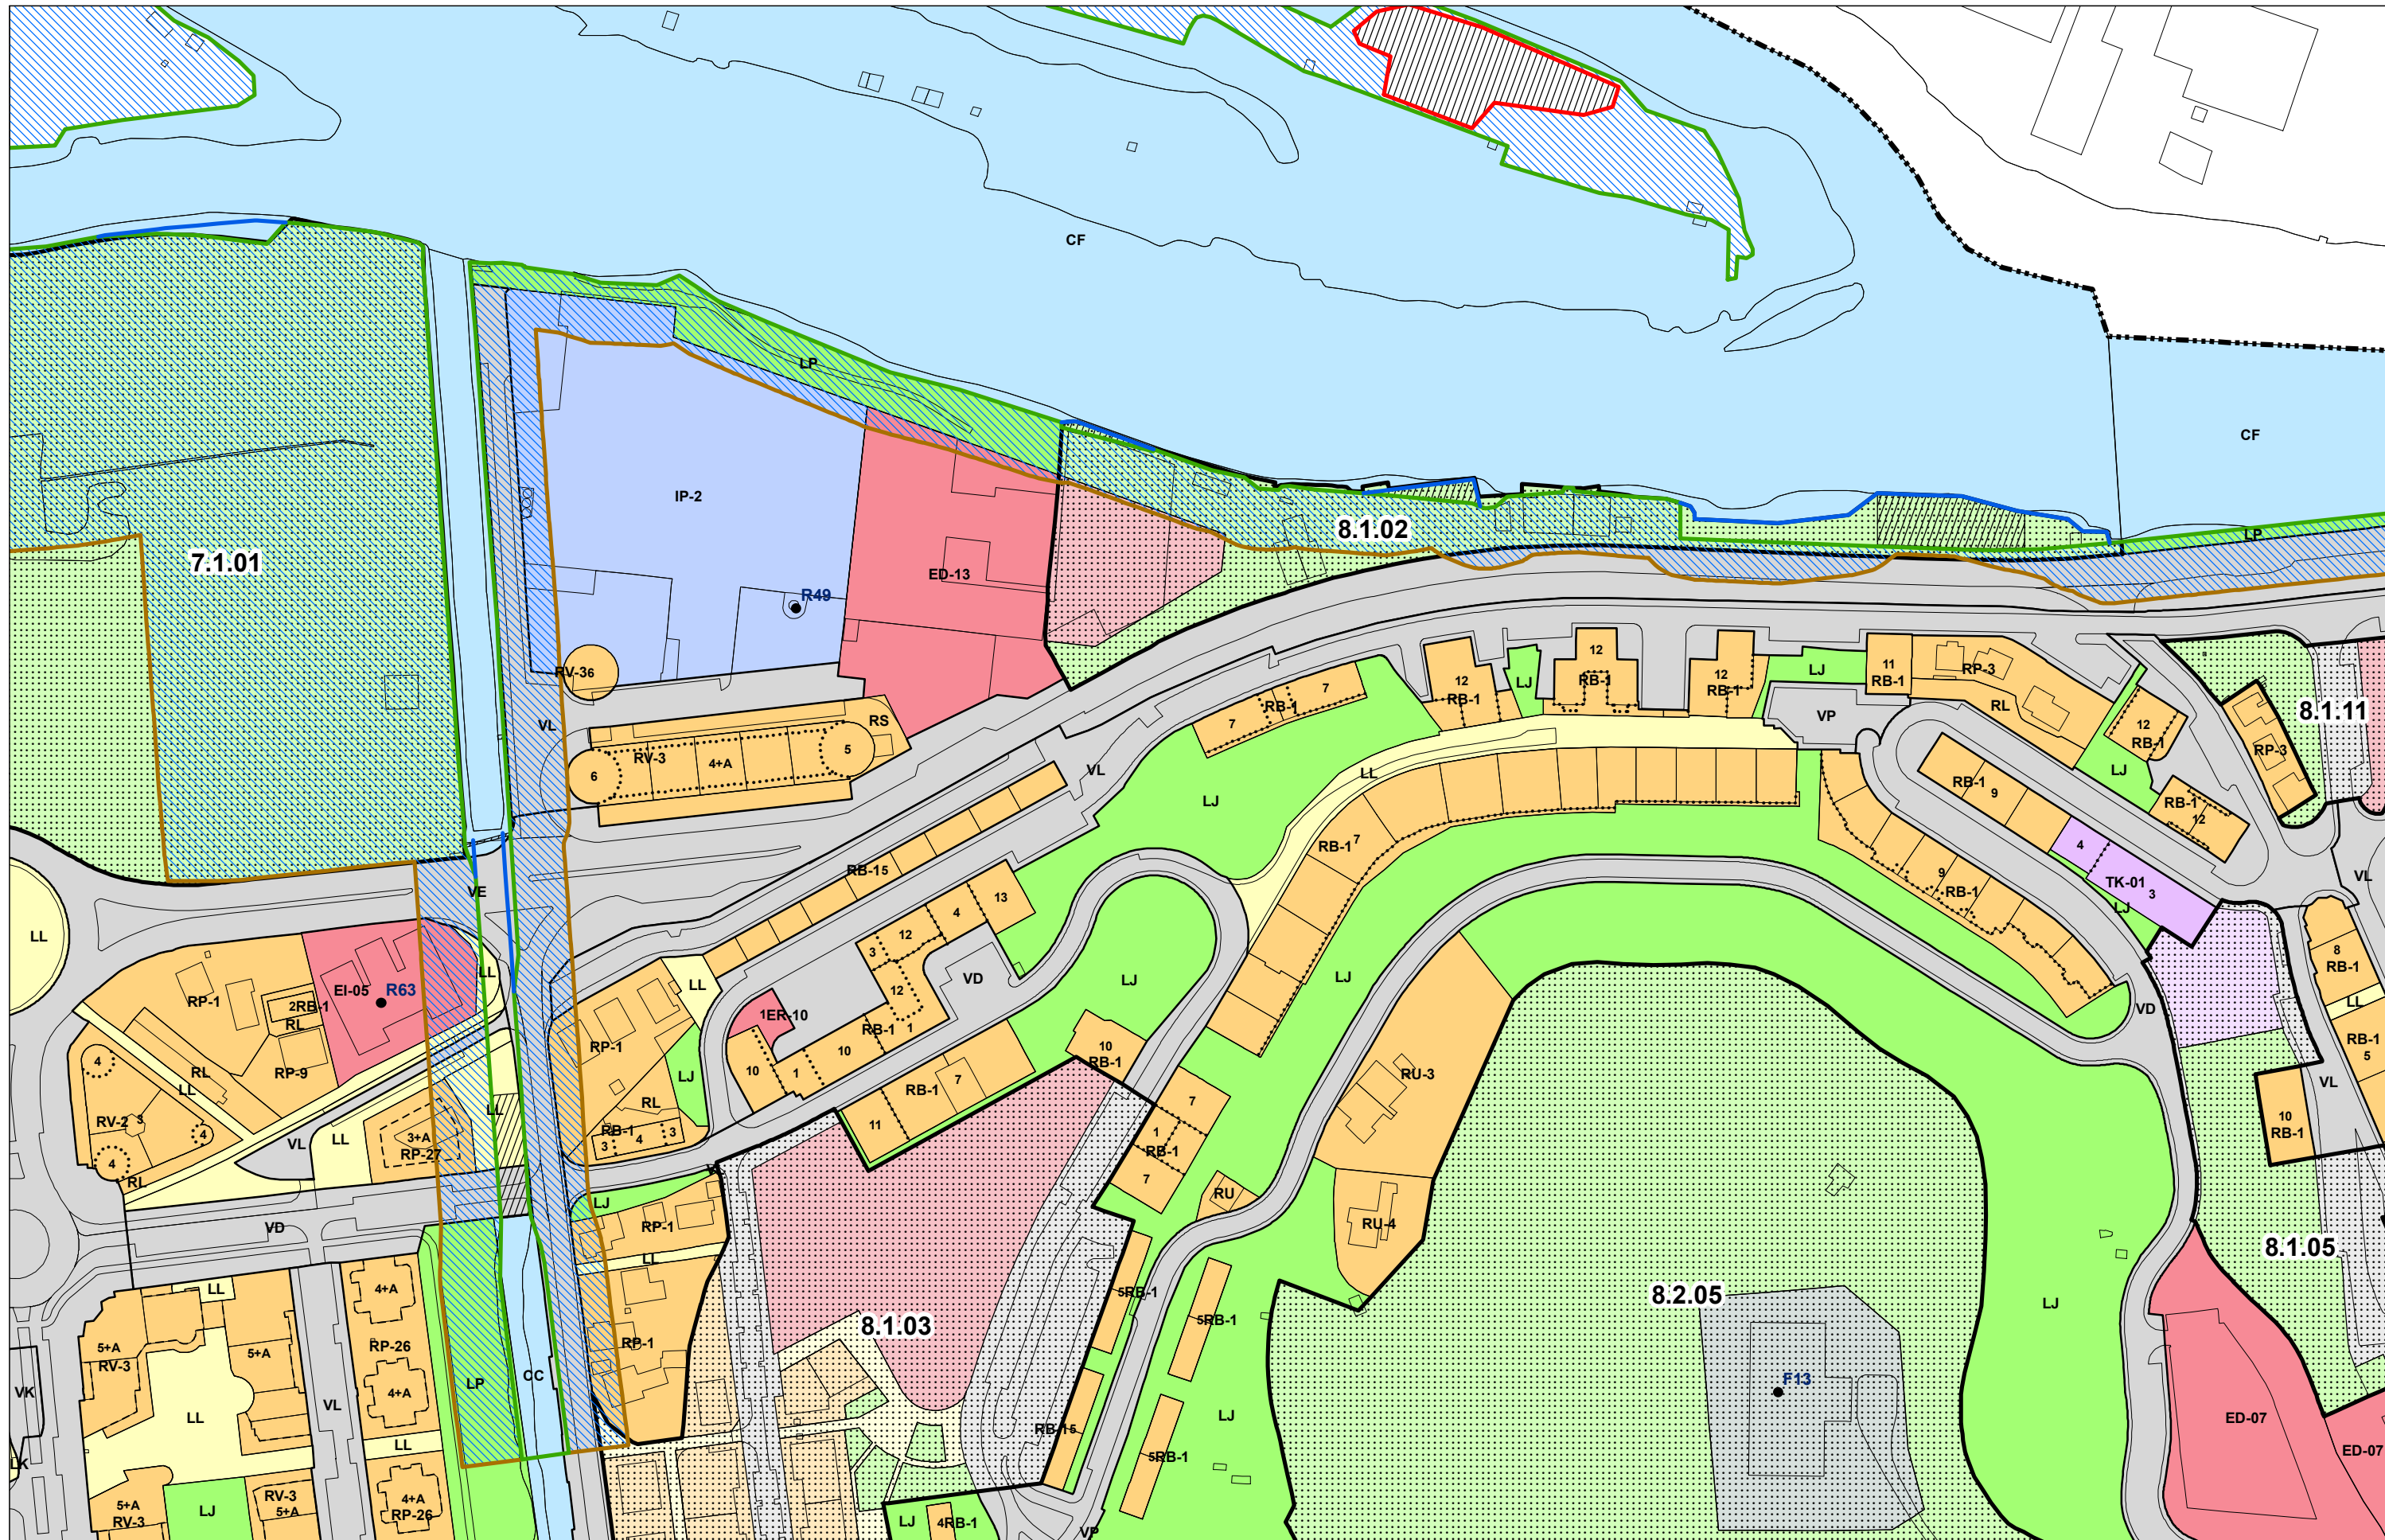 CF
CF
LP
IP-2
8.1.02
LP
7.1.01
ED-13
R49
RV-36
12
RB-1
12
RB-1
12
RB-1
LJ
LJ
11
RB-1
RP-3
RL
7
RB-1
7
VP
12
RB-1
RP-3
8.1.11
VL
RS
5
RV-3
4+A
6
VL
LL
LJ
LJ
RB-1
9
RB-1
12
RB-1
7
RB-15
4
TK-01
3
LJ
9
RB-1
VL
VE
13
4
12
3
12
VD
LL
8
RB-1
LL
LL
LJ
LJ
RP-1
EI-05
R63
2RB-1
RL
RP-9
LL
1ER-10
RB-1
1
10
10
1
RP-1
LJ
RL
VD
10
RB-1
RB-1
7
11
RU-3
RB-1
5
VL
10
RB-1
4
RL
LL
RV-2
3
4
4
RL
VL
LL
LL
3+A
RP-27
RB-1
3
4
3
7
1
RB-1
7
RU
RU-4
LJ
RP-1
LL
VD
8.1.05
8.2.05
LJ
LL
4+A
RP-26
5RB-1
5RB-1
8.1.03
RP-1
5+A
RV-3
5+A
VK
LL
VL
4+A
LP
CC
F13
LJ
ED-07
ED-07
RB-15
5RB-1
LL
LK
5+A
RV-3
LJ
RV-3
5+A
4+A
RP-26
LJ
4RB-1
VP